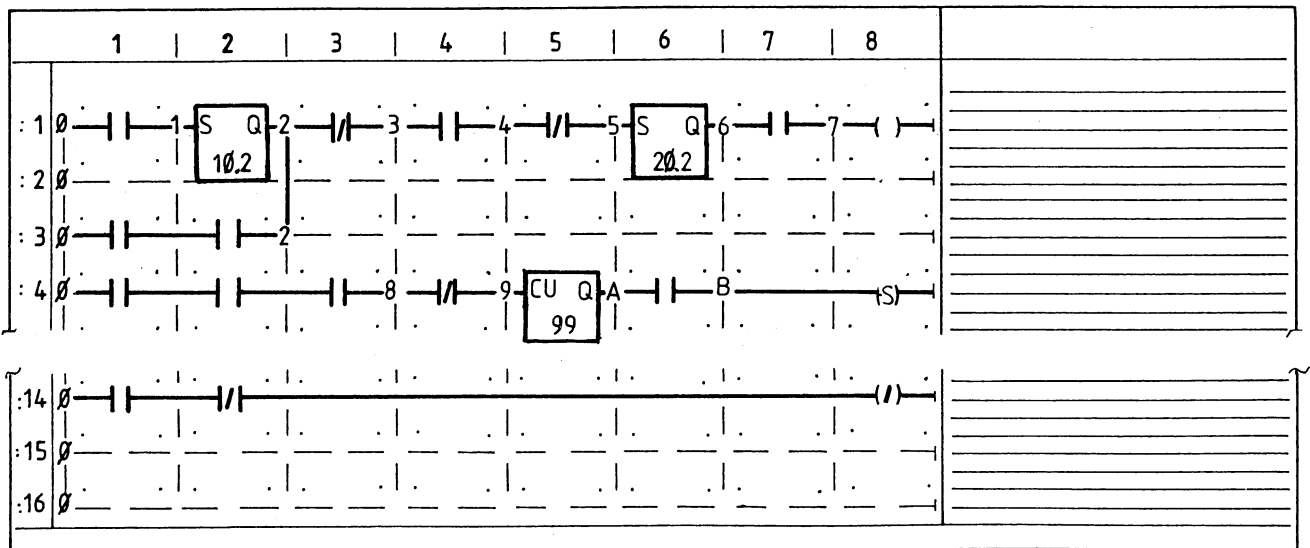 1 2 3 4 5 6 7 8
:1 Ø 1 S Q 2 3 4 5 S Q 6 7 ( )
10.2 20.2
:2 Ø
:3 Ø 2
:4 Ø 8 9 CU Q A B (S)
99
:14 Ø (/)
:15 Ø
:16 Ø